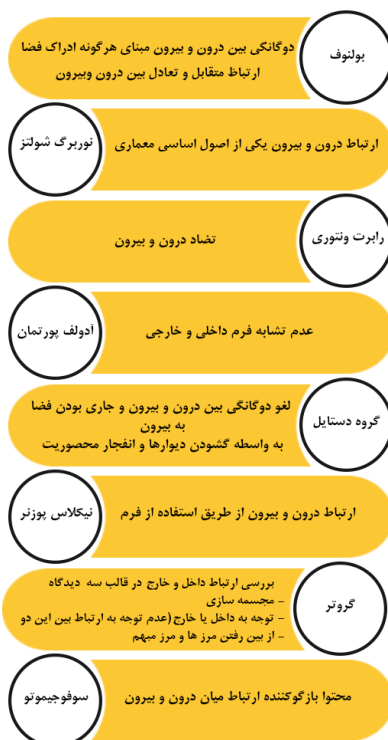 بولنوف
دوگانگی بین درون و بیرون مبنای هرگونه ادراک فضا
ارتباظ متقابل و تعادل بین درون وبیرون
نوربرگ شولتز
ارتباط درون و بیرون یکی از اصول اساسی معماری
رابرت ونتوری
تضاد درون و بیرون
آدولف پورتمان
عدم تشابه فرم داخلی و خارجی
گروه دستایل
لغو دوگانگی بین درون و بیرون و جاری بودن فضا
به بیرون
به واسطه گشودن دیوارها و انفجار محصوریت
نیکلاس پوزنر
ارتباط درون و بیرون از طریق استفاده از فرم
گروتر
بررسی ارتباط داخل و خارج در قالب سه دیدگاه
- مجسمه سازی
- توجه به داخل یا خارج(عدم توجه به ارتباط بین این دو
- از بین رفتن مرز ها و مرز مبهم
سوفوجیموتو
محتوا بازگوکننده ارتباط میان درون و بیرون